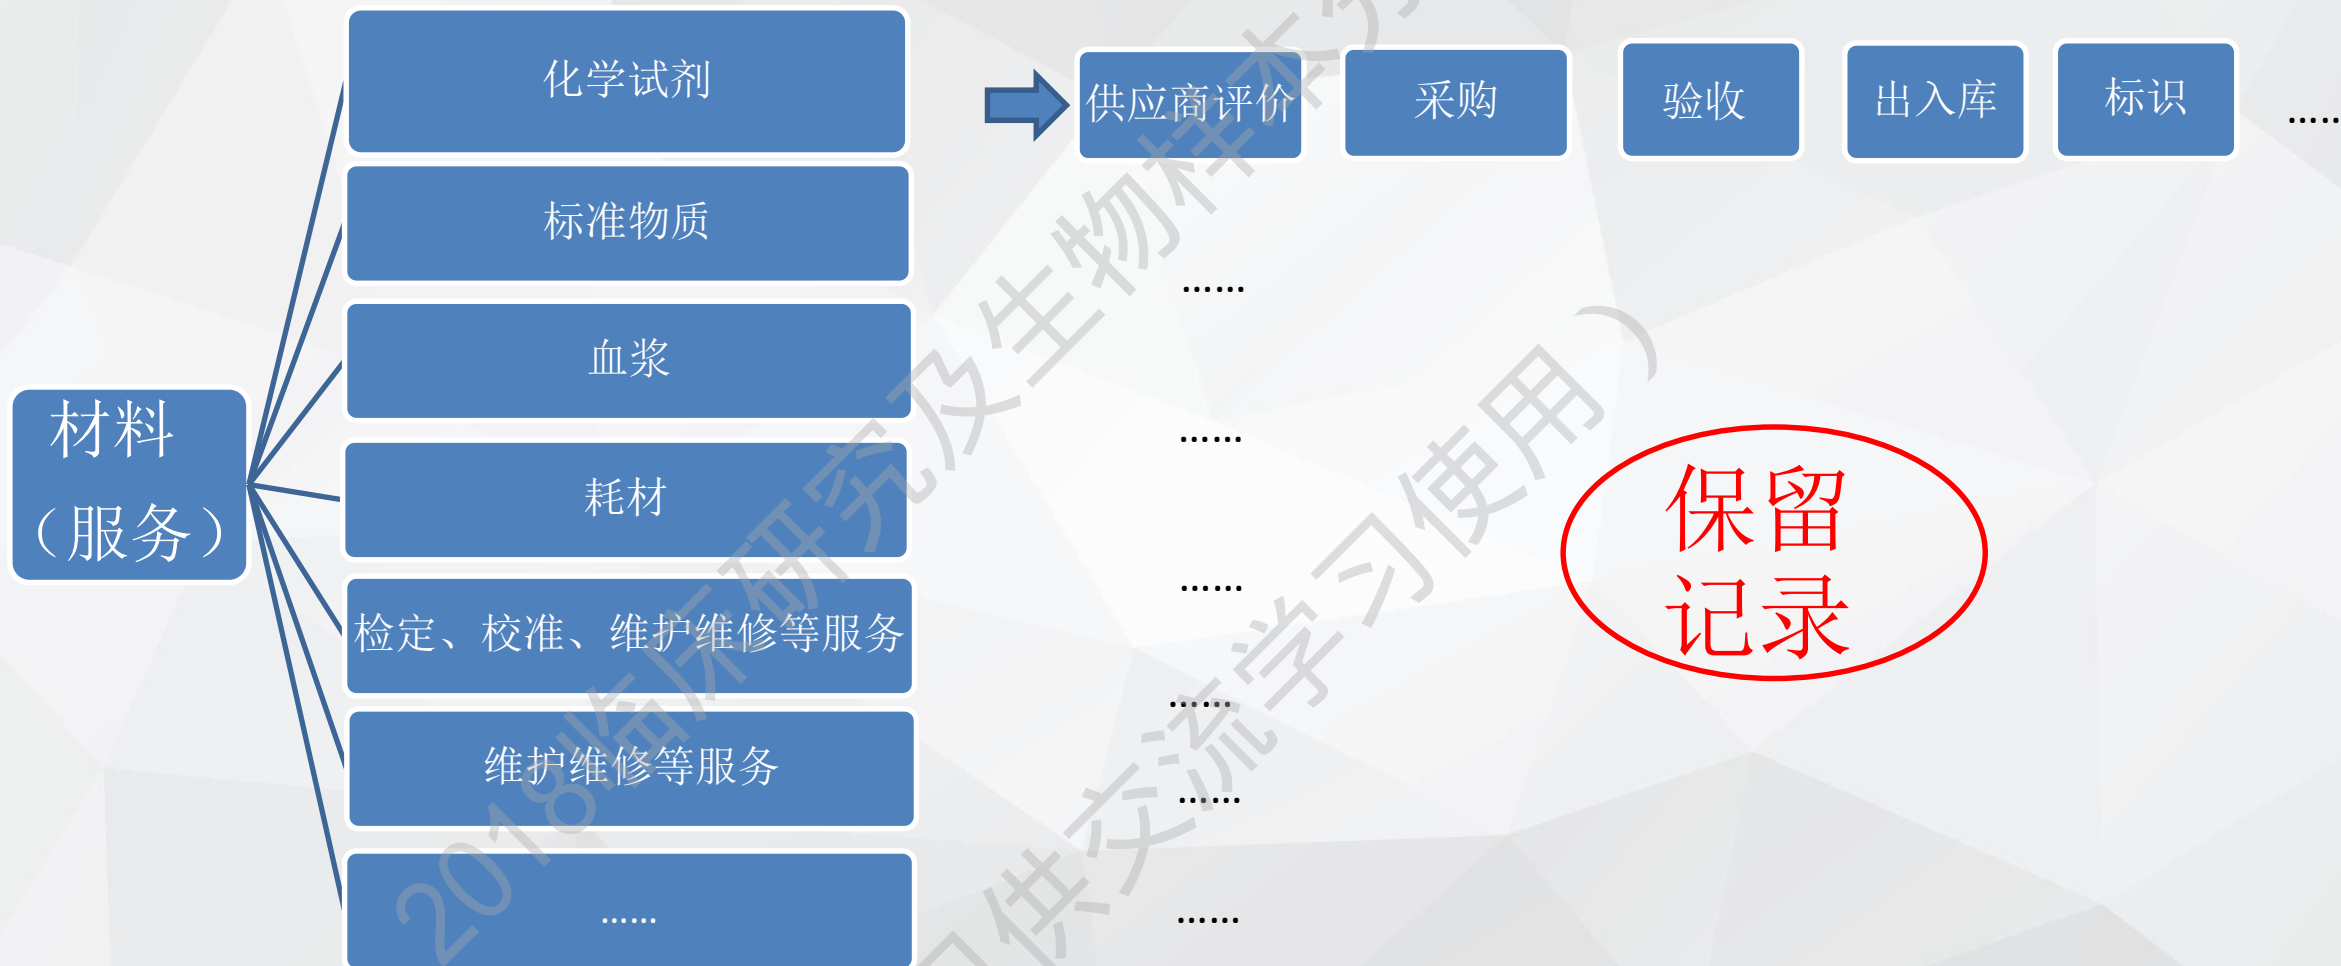 化学试剂
供应商评价
采购
验收
出入库
标识
……
标准物质
……
血浆
……
材料
（服务）
耗材
……
保留
记录
检定、校准、维护维修等服务
……
维护维修等服务
……
……
……
2018临床研究及生物样本分
供交流学习使用）